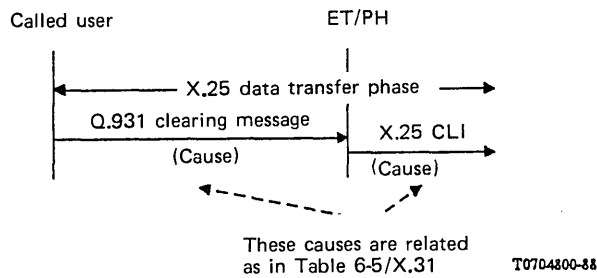 Called user
ET/PH
X.25 data transfer phase
Q.931 clearing message
X.25 CLI
(Cause)
(Cause)
These causes are related
as in Table 6-5/X.31
T0704800-88